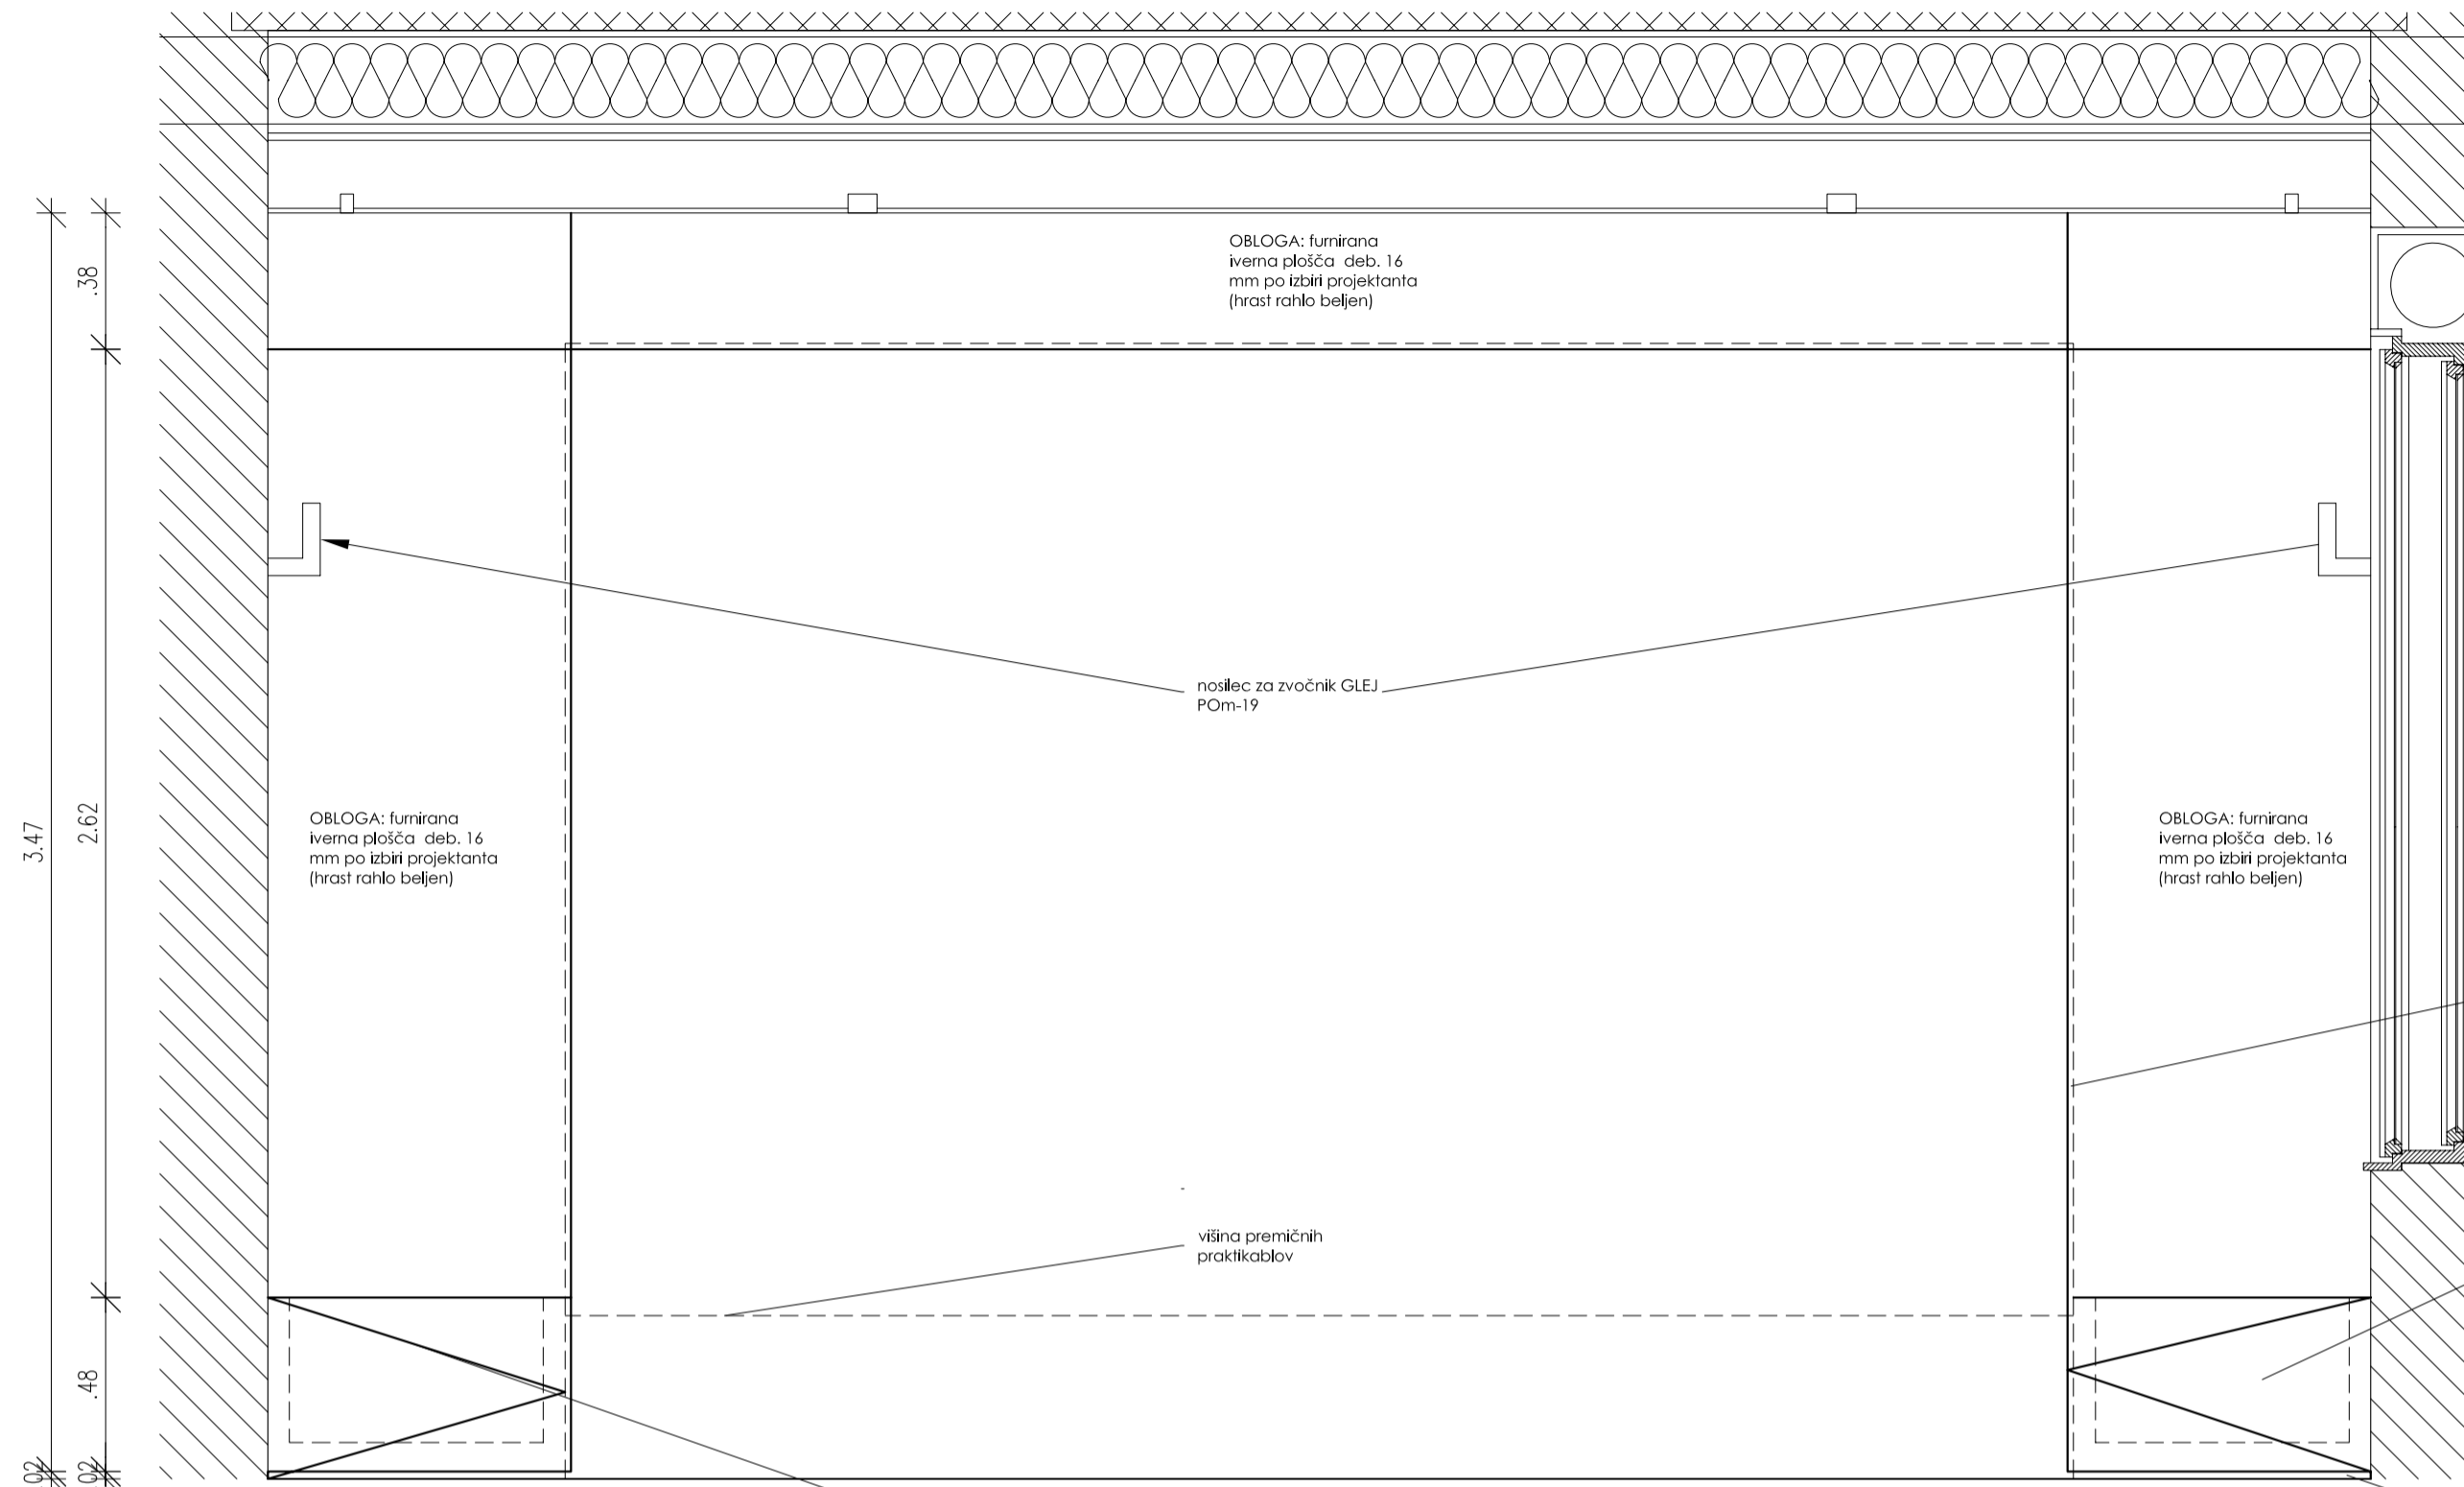 OBLOGA: furnirana
iverna plošča deb. 16
mm po izbiri projektanta
(hrast rahlo beljen)
.38
nosilec za zvočnik GLEJ
POm-19
3.47
2.62
OBLOGA: furnirana
iverna plošča deb. 16
mm po izbiri projektanta
(hrast rahlo beljen)
OBLOGA: furnirana
iverna plošča deb. 16
mm po izbiri projektanta
(hrast rahlo beljen)
višina premičnih
praktikablov
.48
.02
.02